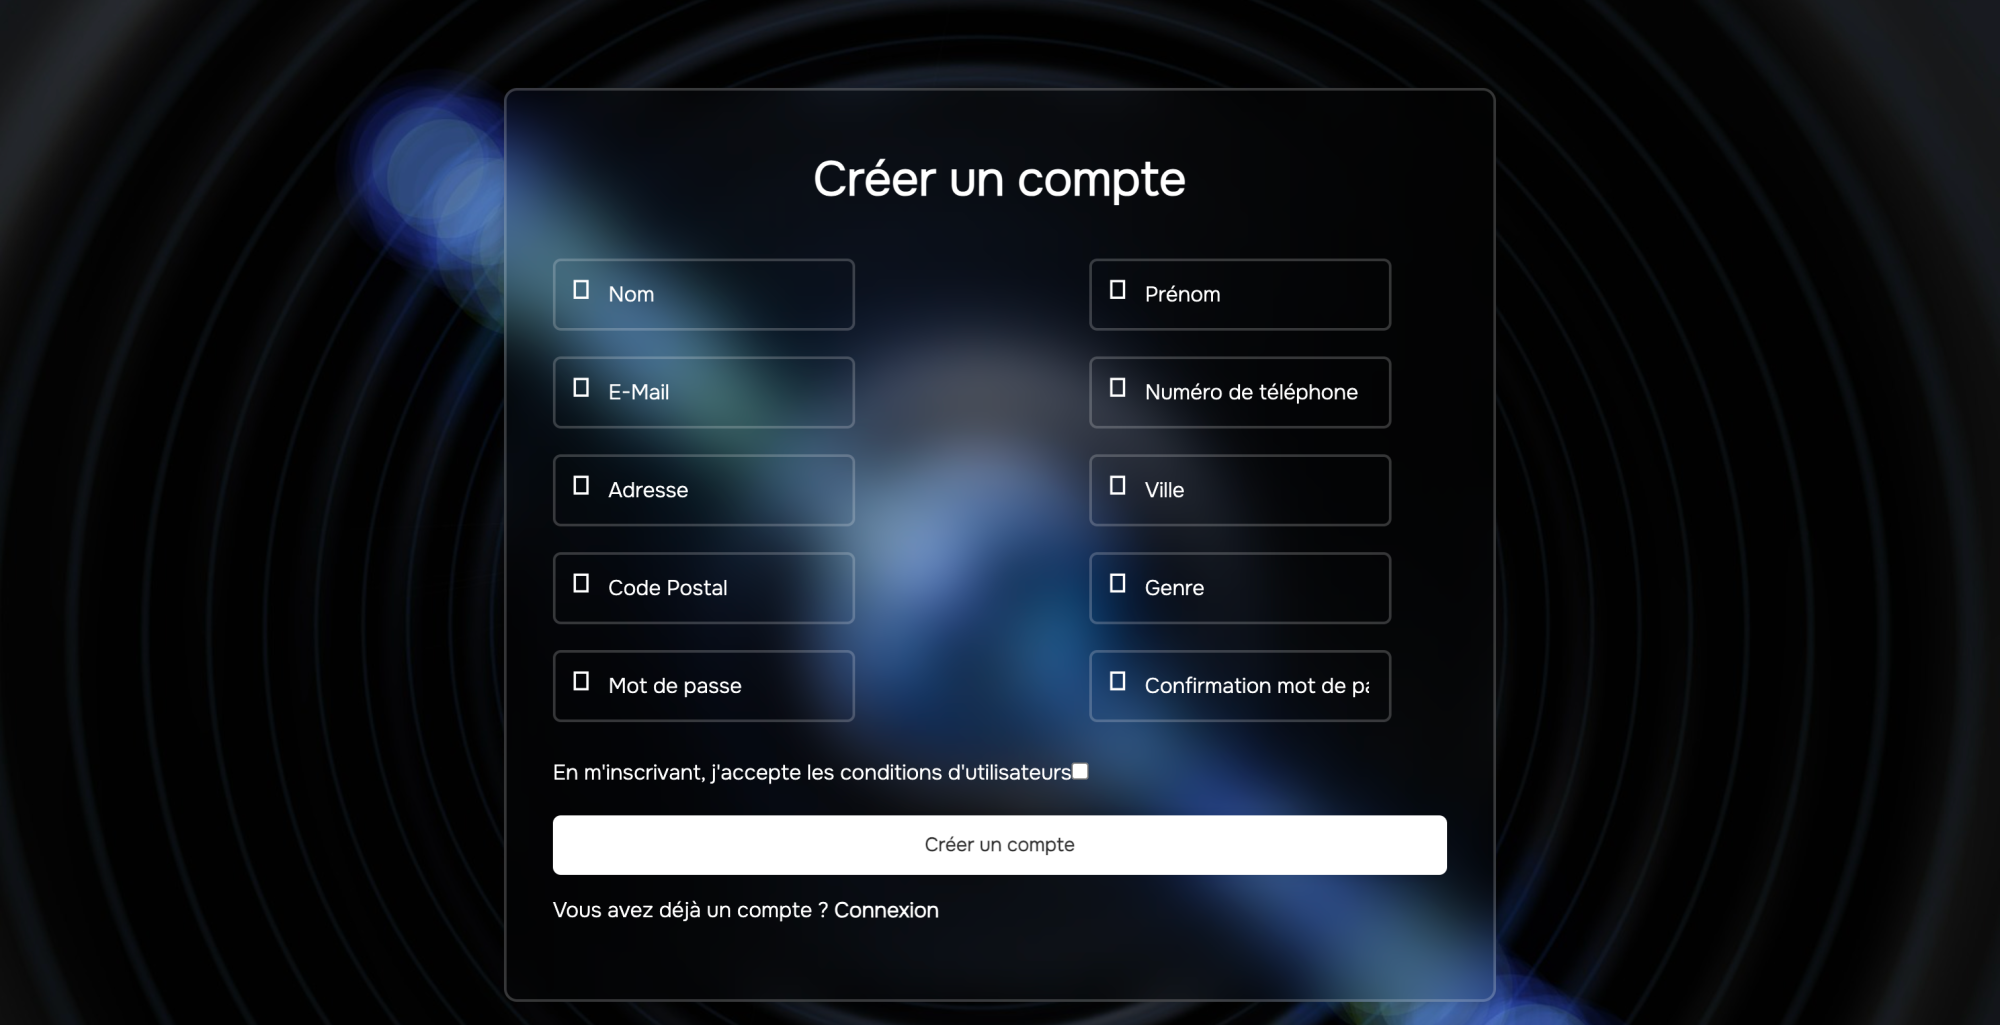 Créer un compte
Nom
Prénom
E-Mail
Numéro de téléphone
Adresse
Ville
Code Postal
Genre
Mot de passe
Confirmation mot de pa
En m'inscrivant, j'accepte les conditions d'utilisateurs
Créer un compte
Vous avez déjà un compte ? Connexion